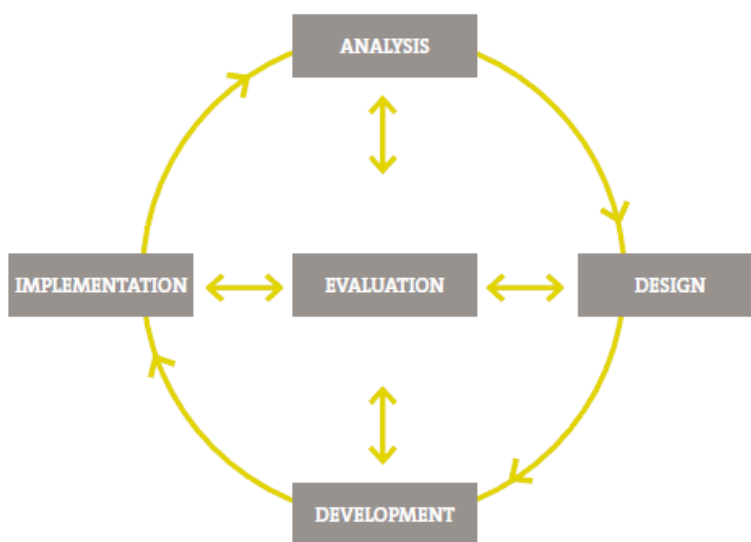 ANALYSIS
IMPLEMENTATION
EVALUATION
DESIGN
DEVELOPMENT